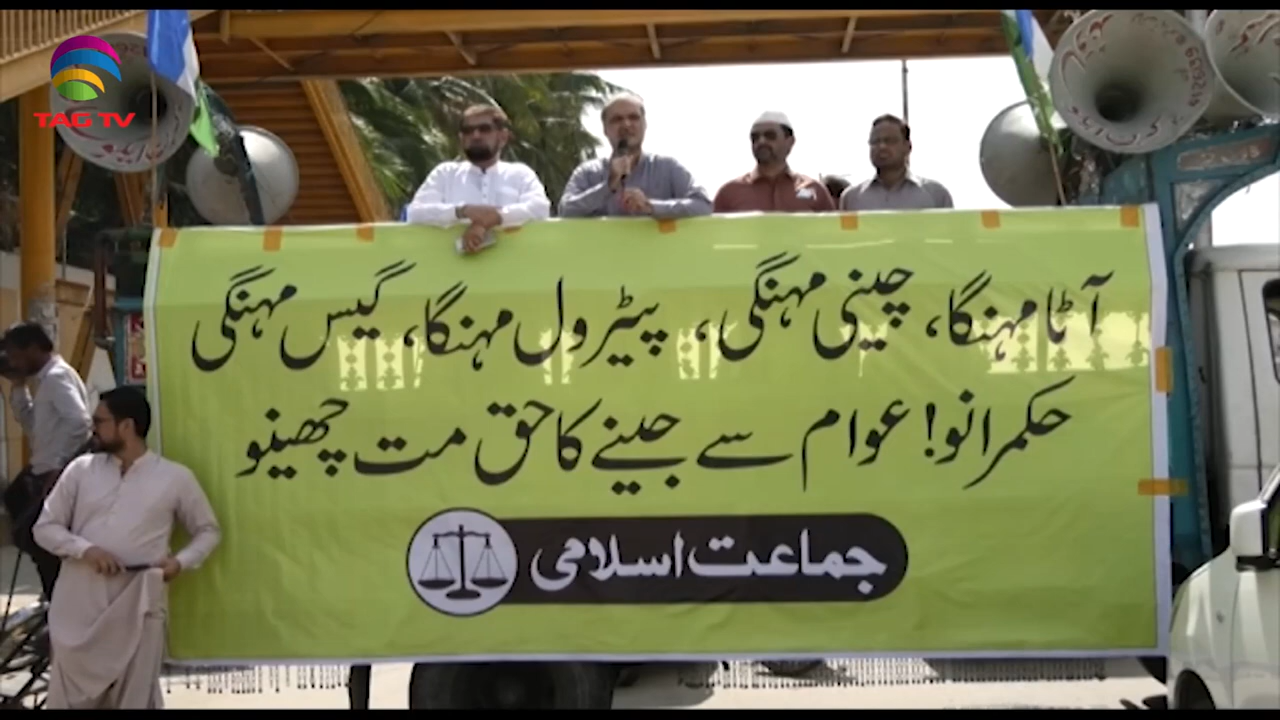 TAG TV
آٹا مہنگا، چینی مہنگی، پیٹرول مہنگا، گیس مہنگی
حکمرانو! عوام سے جینے کا حق مت چھینو
جماعت اسلامی